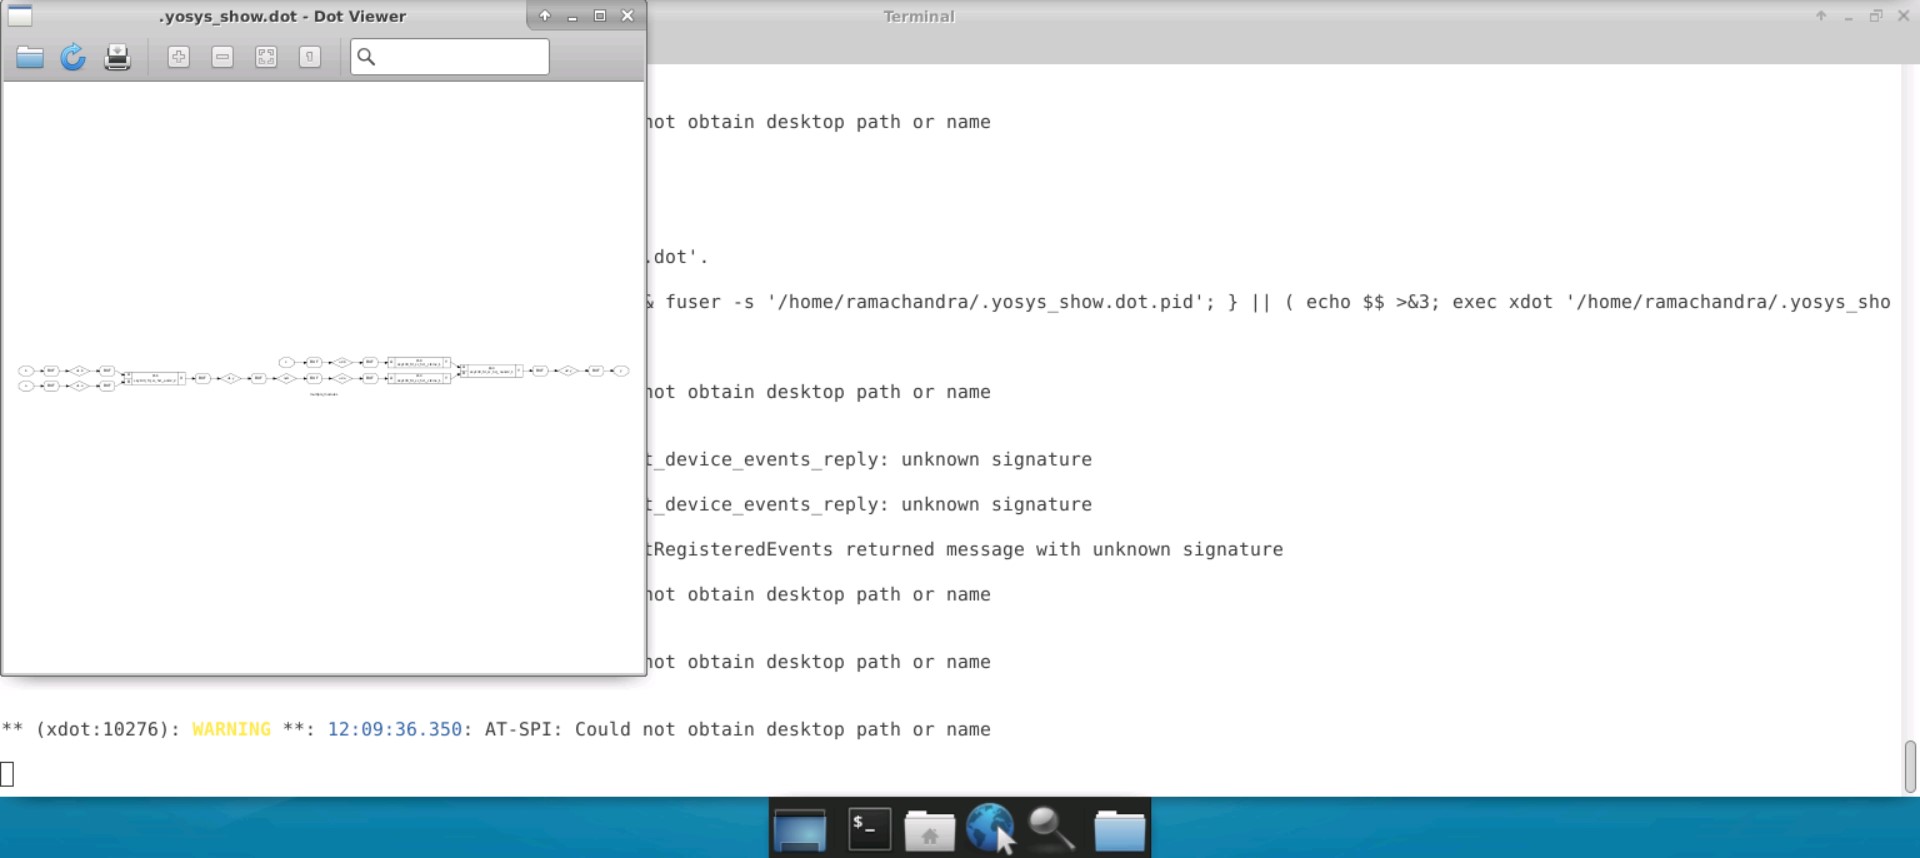 .yosys_show.dot - Dot Viewer
Terminal
not obtain desktop path or name
.dot'.
& fuser -s '/home/ramachandra/.yosys_show.dot.pid'; } || ( echo $$ >&3; exec xdot '/home/ramachandra/.yosys_sho
not obtain desktop path or name
t_device_events_reply: unknown signature
t_device_events_reply: unknown signature
tRegisteredEvents returned message with unknown signature
not obtain desktop path or name
not obtain desktop path or name
** (xdot:10276): WARNING **: 12:09:36.350: AT-SPI: Could not obtain desktop path or name
$_